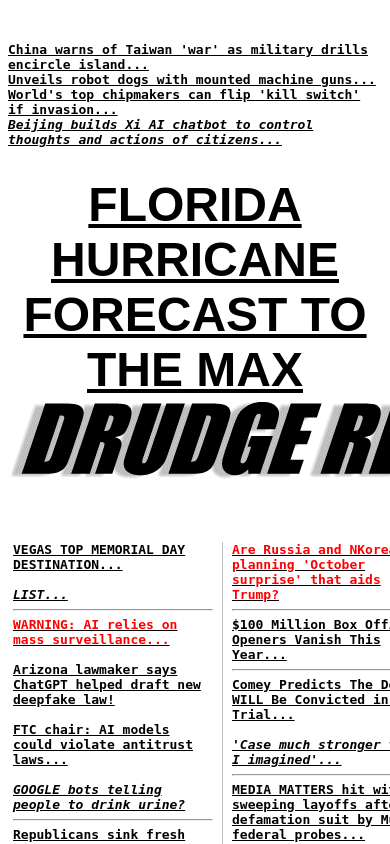 China warns of Taiwan 'war' as military drills
encircle island...
Unveils robot dogs with mounted machine guns...
World's top chipmakers can flip 'kill switch'
if invasion...
Beijing builds Xi AI chatbot to control
thoughts and actions of citizens...
FLORIDA
HURRICANE
FORECAST TO
THE MAX
DRUDGE
VEGAS TOP MEMORIAL DAY
DESTINATION...
LIST...
WARNING: AI relies on
mass surveillance...
Arizona lawmaker says
ChatGPT helped draft new
deepfake law!
FTC chair: AI models
could violate antitrust
laws...
GOOGLE bots telling
people to drink urine?
Republicans sink fresh
Are Russia and NKorea
planning 'October
surprise' that aids
Trump?
$100 Million Box Offi
Openers Vanish This
Year...
Comey Predicts The Do
WILL Be Convicted in
Trial...
'Case much stronger
I imagined'...
MEDIA MATTERS hit wi
sweeping layoffs aft
defamation suit by M
federal probes...